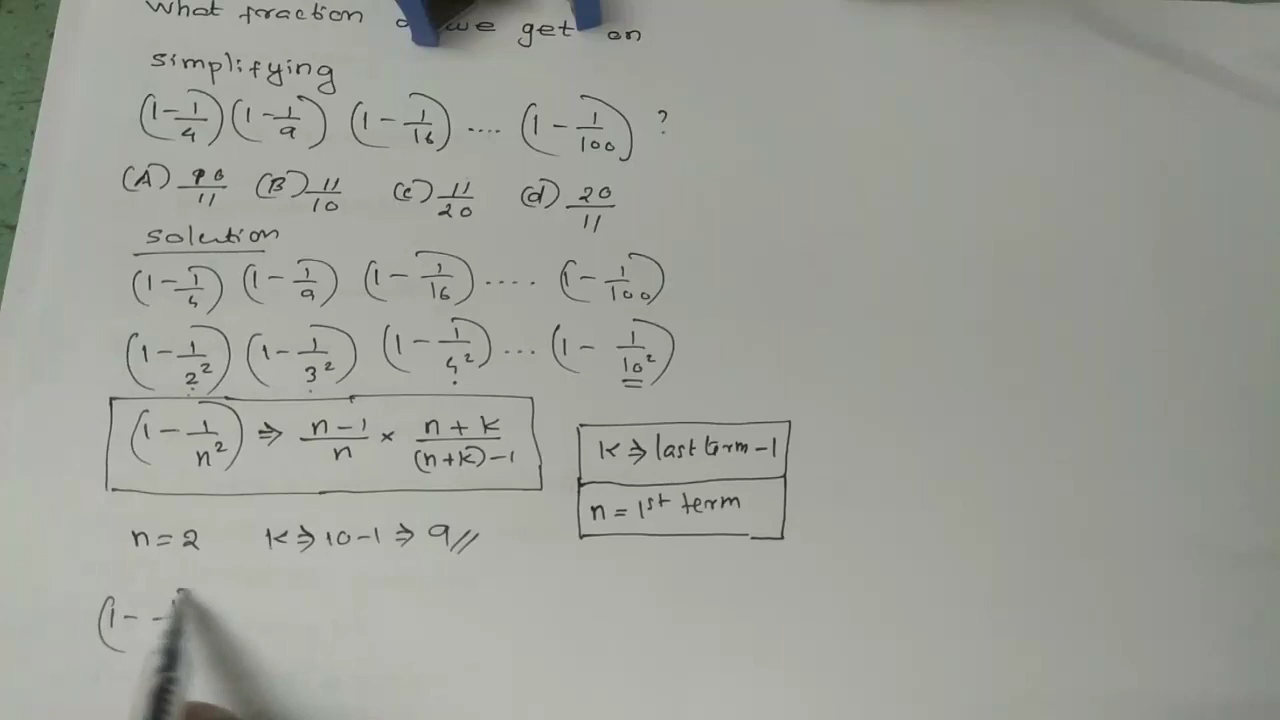 What fraction we get on
simplifying
(1-1/4)(1-1/9)(1-1/16)....(1-1/100)?
(A) 10/11 (B) 11/10 (C) 11/20 (d) 20/11
solution
(1-1/4)(1-1/9)(1-1/16)....(1-1/100)
(1-1/2²)(1-1/3²)(1-1/4²)...(1-1/10²)
(1-1/n²) ⇒ n-1/n × n+k/(n+k)-1
k ⇒ last term-1
n = 1st term
n=2 k ⇒ 10-1 ⇒ 9//
(1-